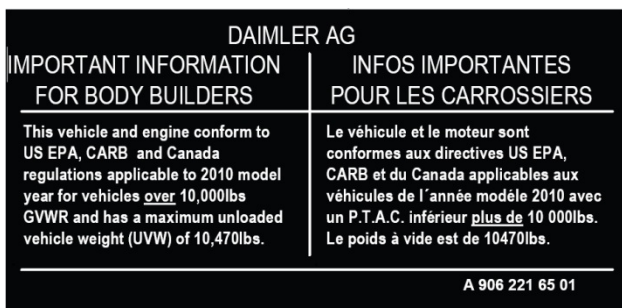 DAIMLER AG
IMPORTANT INFORMATION
FOR BODY BUILDERS
This vehicle and engine conform to
US EPA, CARB and Canada
regulations applicable to 2010 model
year for vehicles over 10,000lbs
GVWR and has a maximum unloaded
vehicle weight (UVW) of 10,470lbs.
INFOS IMPORTANTES
POUR LES CARROSSIERS
Le véhicule et le moteur sont
conformes aux directives US EPA,
CARB et du Canada applicables aux
véhicules de l´année modéle 2010 avec
un P.T.A.C. inférieur plus de 10 000lbs.
Le poids à vide est de 10470lbs.
A 906 221 65 01